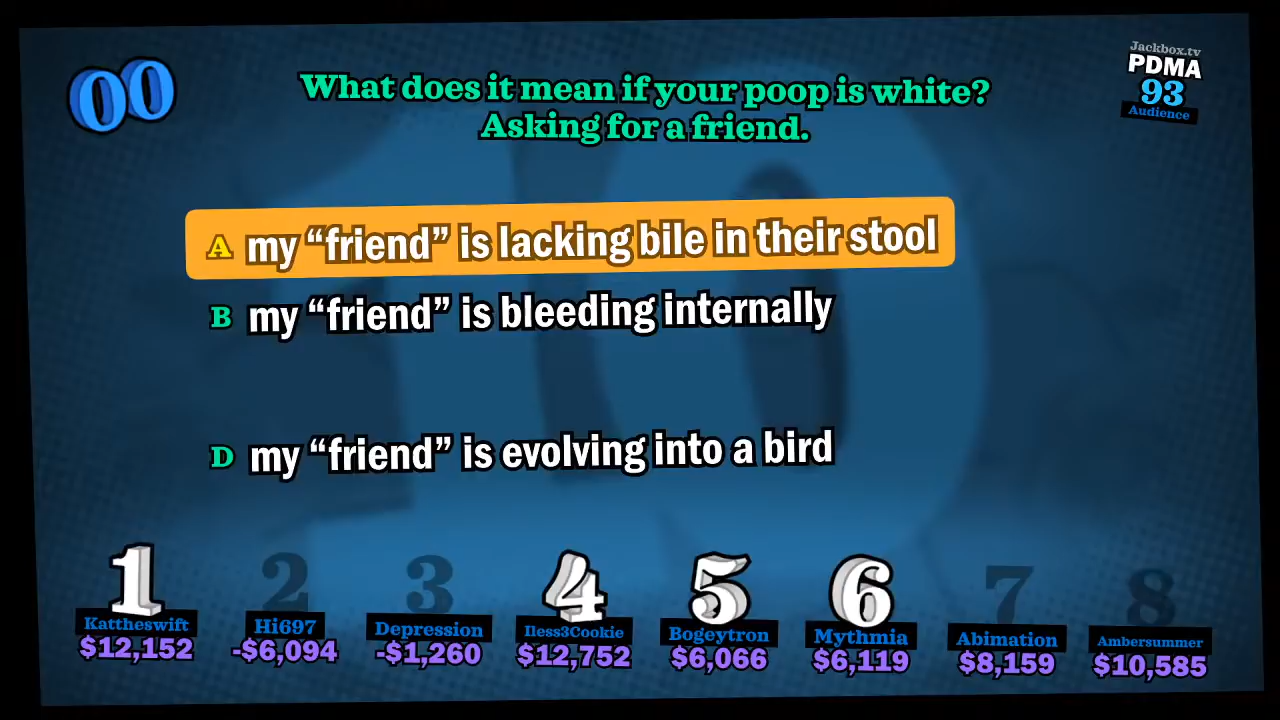 00
What does it mean if your poop is white?
Asking for a friend.
Jackbox.tv
PDMA
93
Audience
A my “friend” is lacking bile in their stool
B my “friend” is bleeding internally
D my “friend” is evolving into a bird
1 2 3 4 5 6 7 8
Kattheswift Hi697 Depression Iless3Cookie Bogeytron Mythmia Abimation Ambersummer
$12,152 -$6,094 -$1,260 $12,752 $6,066 $6,119 $8,159 $10,585